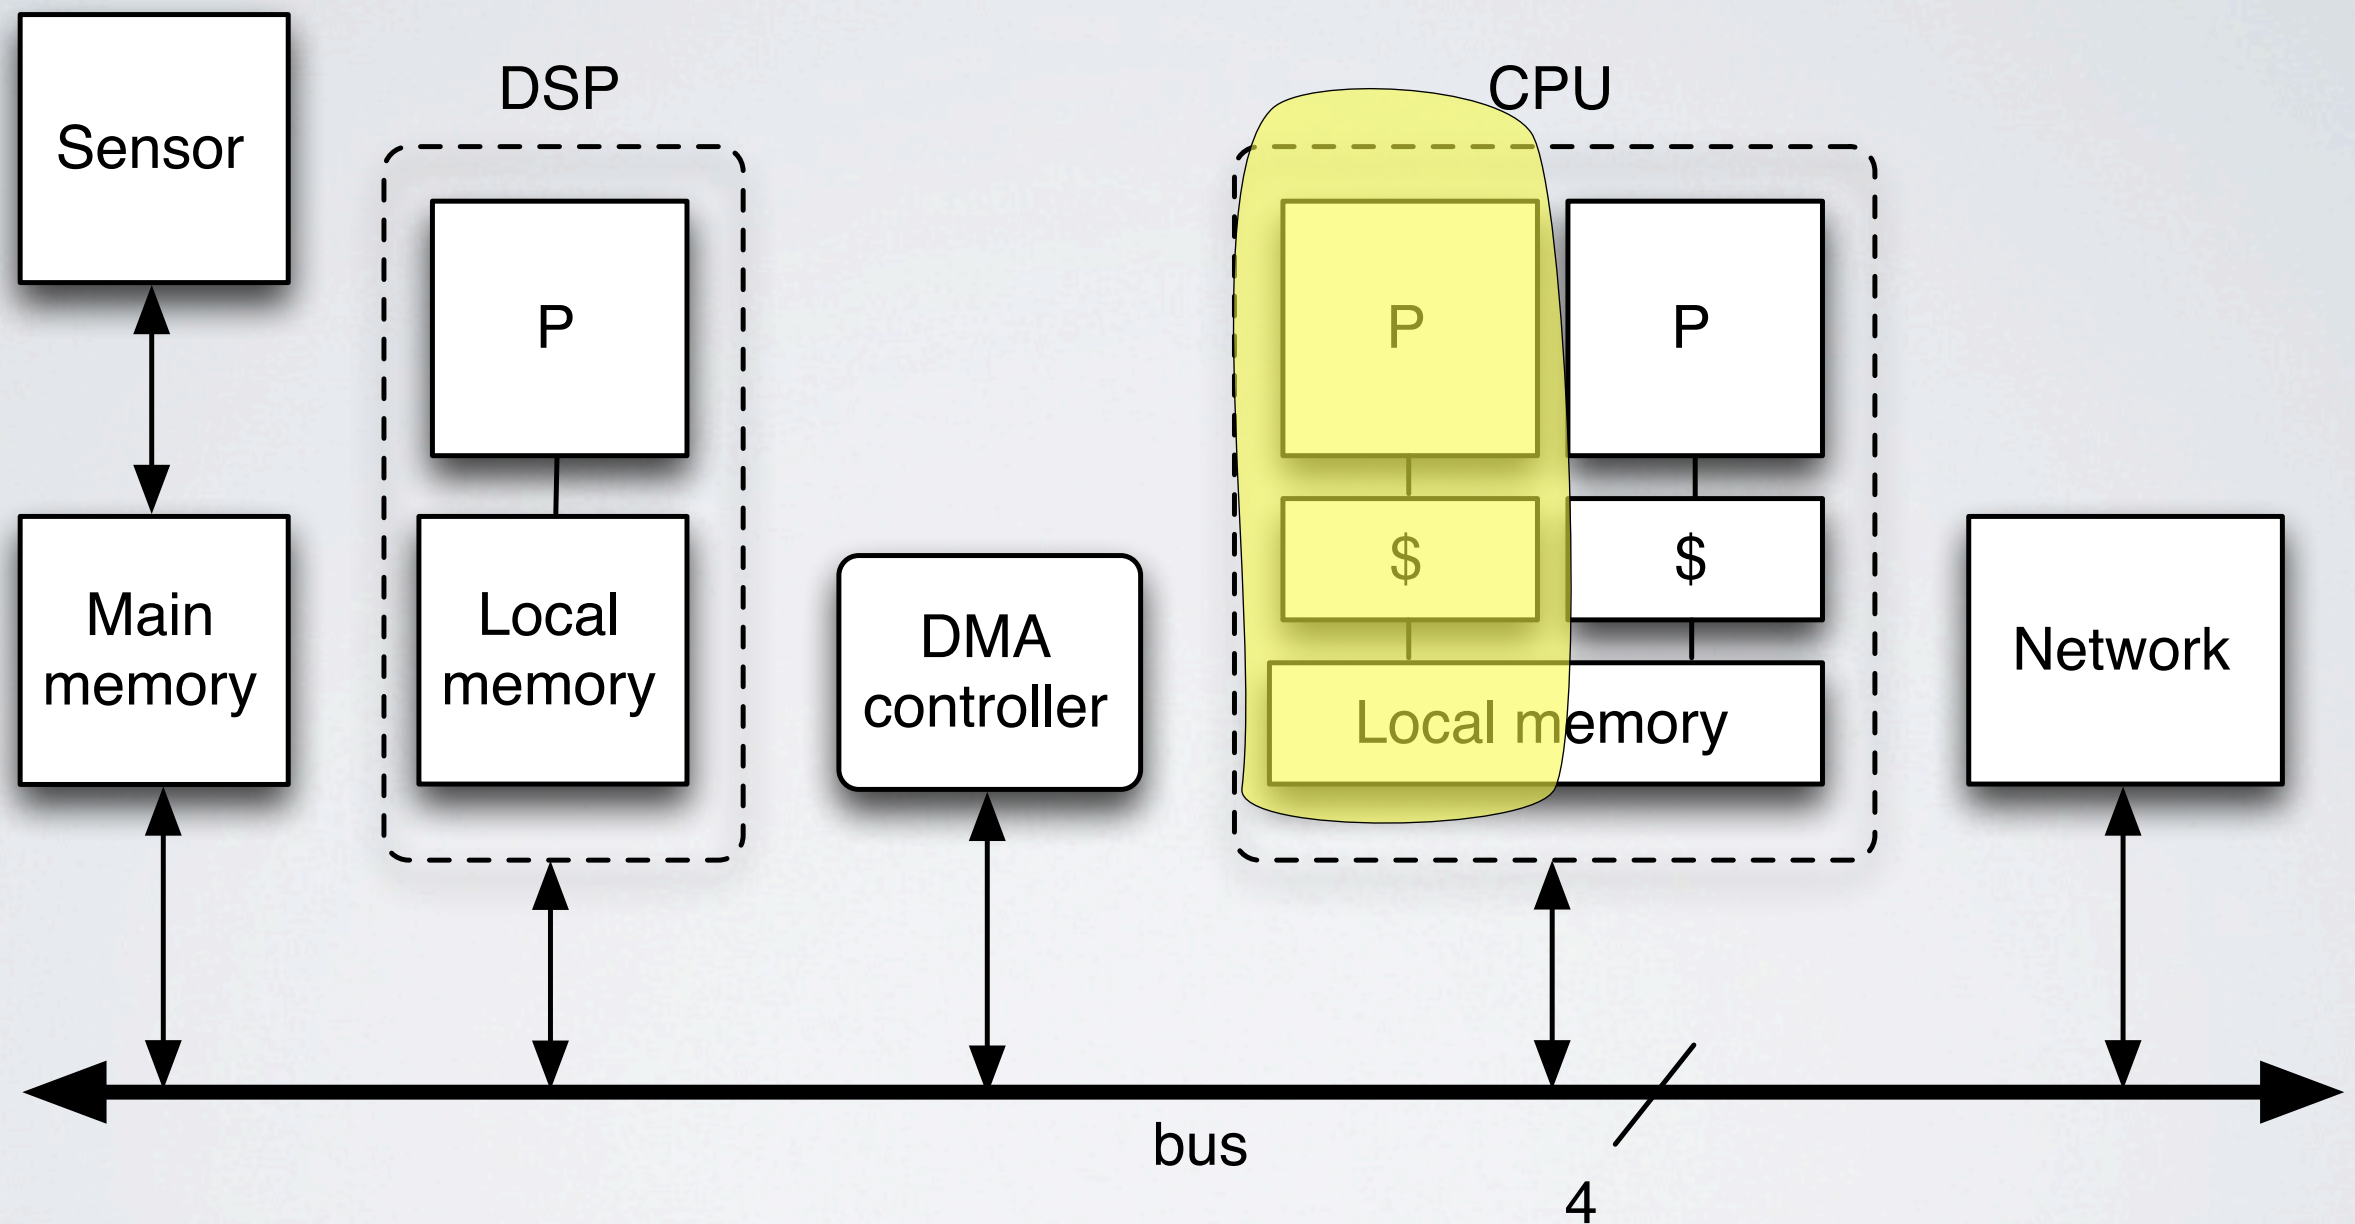 Sensor
DSP
CPU
P
P
P
$
$
Main
memory
Local
memory
DMA
controller
Local memory
Network
bus
4